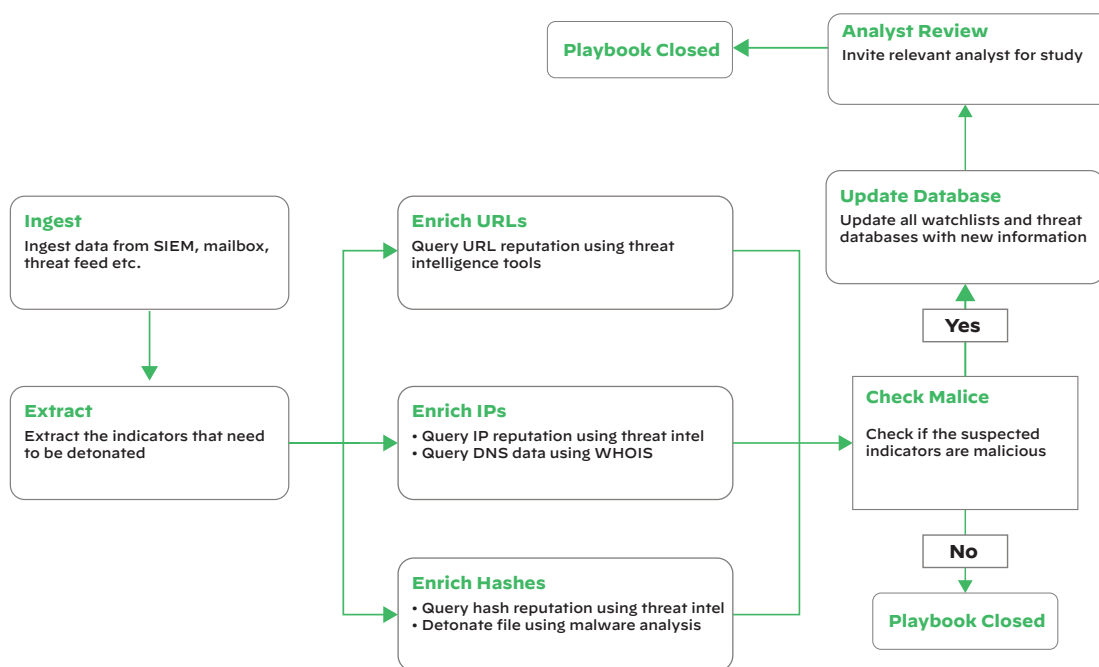 Ingest
Ingest data from SIEM, mailbox,
threat feed etc.
Extract
Extract the indicators that need
to be detonated
Enrich URLs
Query URL reputation using threat
intelligence tools
Enrich IPs
• Query IP reputation using threat intel
• Query DNS data using WHOIS
Enrich Hashes
• Query hash reputation using threat intel
• Detonate file using malware analysis
Check Malice
Check if the suspected
indicators are malicious
Yes
Update Database
Update all watchlists and threat
databases with new information
Analyst Review
Invite relevant analyst for study
Playbook Closed
No
Playbook Closed